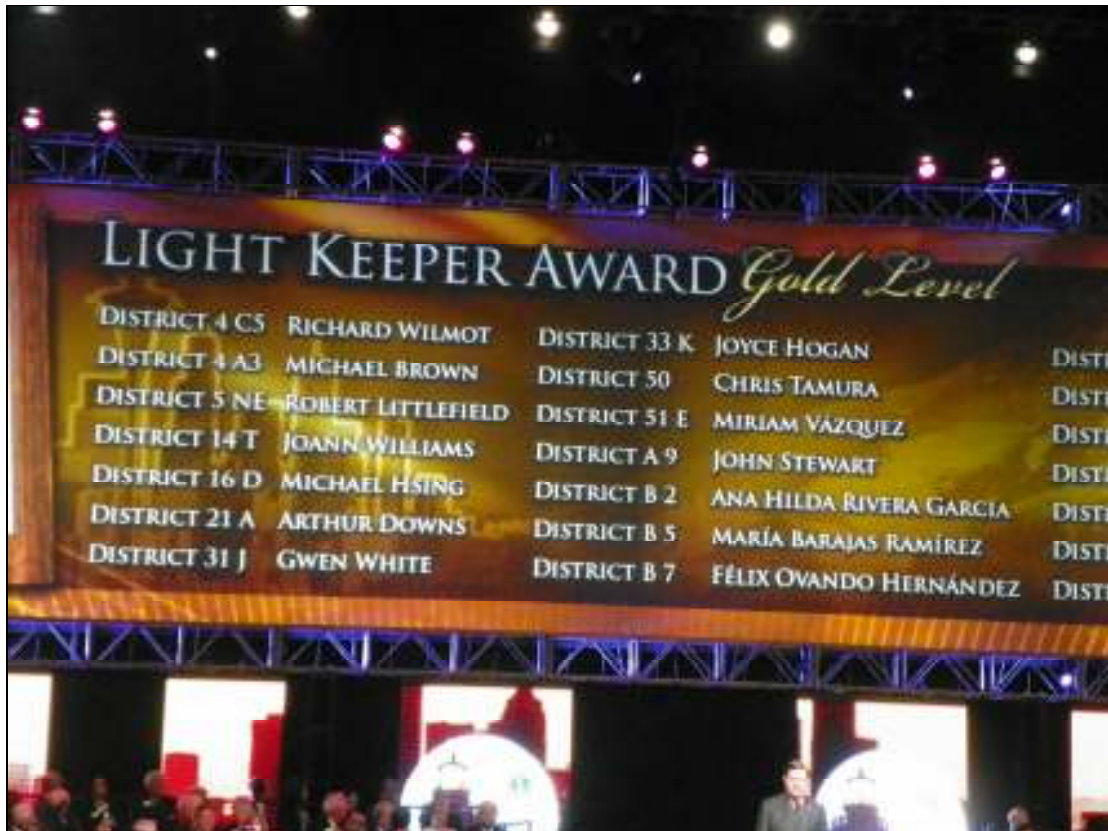 LIGHT KEEPER AWARD Gold Level
DISTRICT 4 C5 RICHARD WILMOT
DISTRICT 4 A3 MICHAEL BROWN
DISTRICT 5 NE ROBERT LITTLEFIELD
DISTRICT 14 T JOANN WILLIAMS
DISTRICT 16 D MICHAEL HSING
DISTRICT 21 A ARTHUR DOWNS
DISTRICT 31 J GWEN WHITE
DISTRICT 33 K JOYCE HOGAN
DISTRICT 50 CHRIS TAMURA
DISTRICT 51 E MIRIAM VÁZQUEZ
DISTRICT A 9 JOHN STEWART
DISTRICT B 2 ANA HILDA RIVERA GARCIA
DISTRICT B 5 MARÍA BARAJAS RAMÍREZ
DISTRICT B 7 FÉLIX OVANDO HERNÁNDEZ